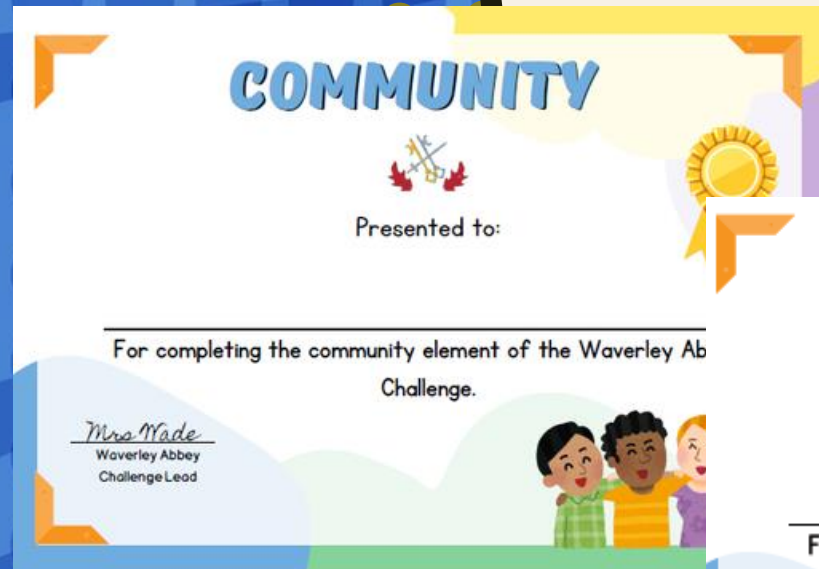 COMMUNITY
Presented to:
For completing the community element of the Waverley Ab
Challenge.
Mrs Wade
Waverley Abbey
Challenge Lead
F